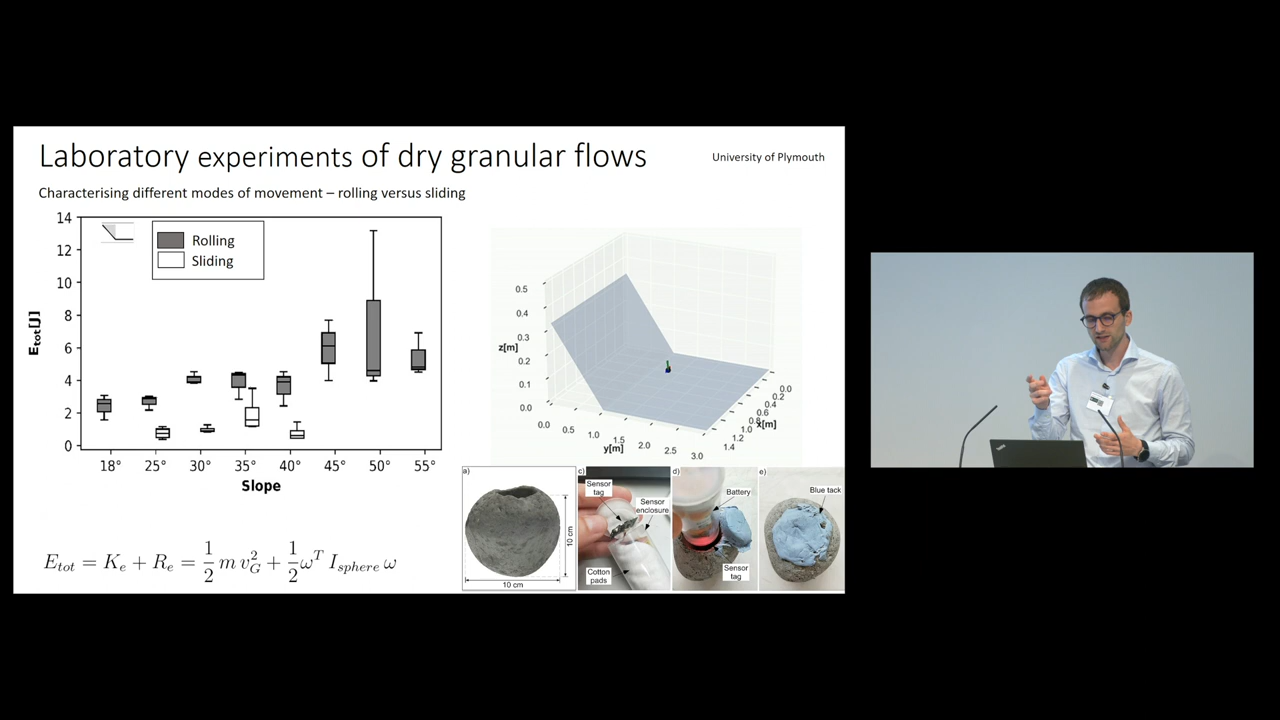 Laboratory experiments of dry granular flows
University of Plymouth
Characterising different modes of movement – rolling versus sliding
14
12
10
8
6
4
2
0
E_tot[J]
Rolling
Sliding
18° 25° 30° 35° 40° 45° 50° 55°
Slope
0.5
0.4
0.3
0.2
0.1
0.0
z[m]
0.0 0.5 1.0 1.5 2.0 2.5 3.0
y[m]
0.0
0.2
0.4
0.6
0.8
1.0
1.2
1.4
x[m]
E_tot = K_e + R_e = 1/2 m v_G^2 + 1/2 ω^T I_sphere ω
a)
10 cm
10 cm
c)
Sensor
tag
Sensor
enclosure
Cotton
pads
d)
Battery
Sensor
tag
e)
Blue tack